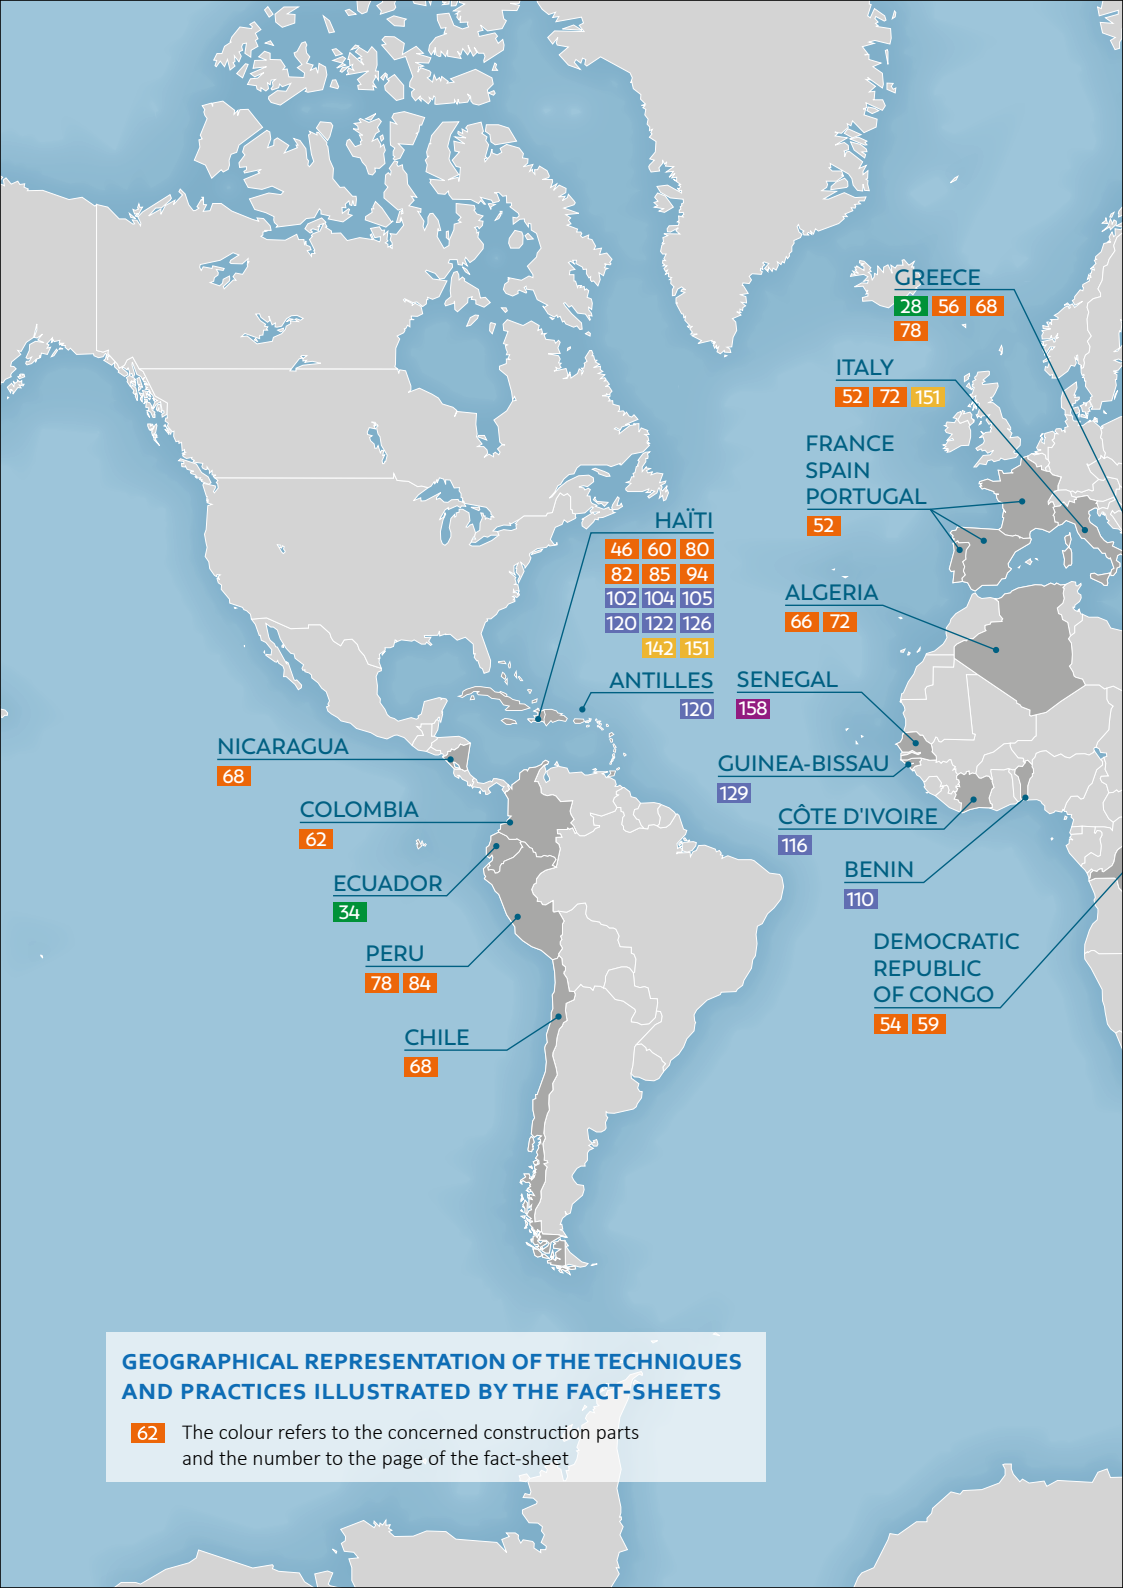 GREECE
28 56 68
78
ITALY
52 72 151
FRANCE
SPAIN
PORTUGAL
52
HAÏTI
46 60 80
82 85 94
102 104 105
120 122 126
142 151
ALGERIA
66 72
ANTILLES
120
SENEGAL
158
NICARAGUA
68
GUINEA-BISSAU
129
COLOMBIA
62
CÔTE D'IVOIRE
116
ECUADOR
34
BENIN
110
PERU
78 84
DEMOCRATIC
REPUBLIC
OF CONGO
54 59
CHILE
68
GEOGRAPHICAL REPRESENTATION OF THE TECHNIQUES
AND PRACTICES ILLUSTRATED BY THE FACT-SHEETS
62 The colour refers to the concerned construction parts
and the number to the page of the fact-sheet